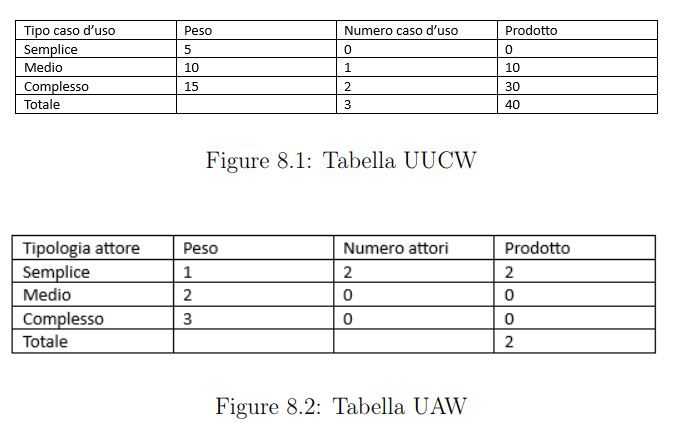 Tipo caso d'uso Peso Numero caso d'uso Prodotto
Semplice 5 0 0
Medio 10 1 10
Complesso 15 2 30
Totale 3 40
Figure 8.1: Tabella UUCW
Tipologia attore Peso Numero attori Prodotto
Semplice 1 2 2
Medio 2 0 0
Complesso 3 0 0
Totale 2
Figure 8.2: Tabella UAW